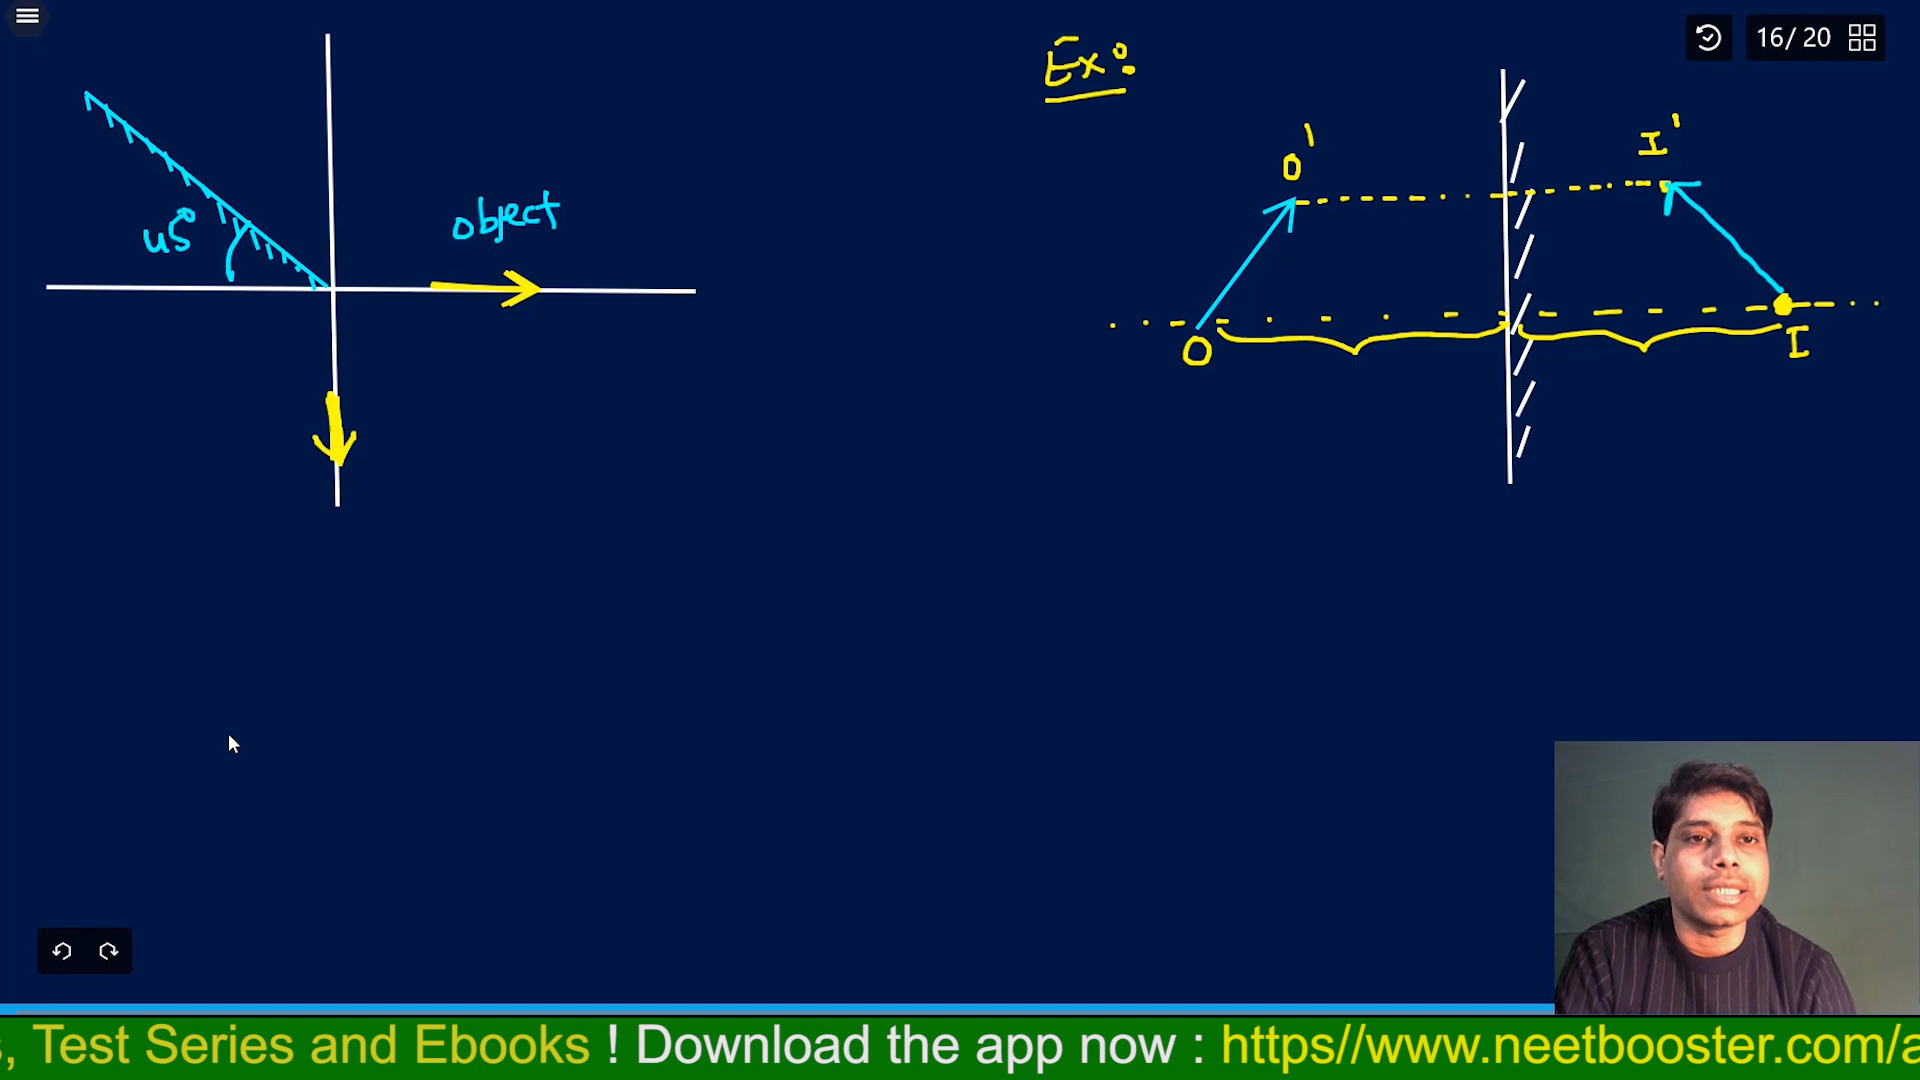 16/ 20
Ex:
O'
I'
object
45°
O
I
, Test Series and Ebooks ! Download the app now : https//www.neetbooster.com/a